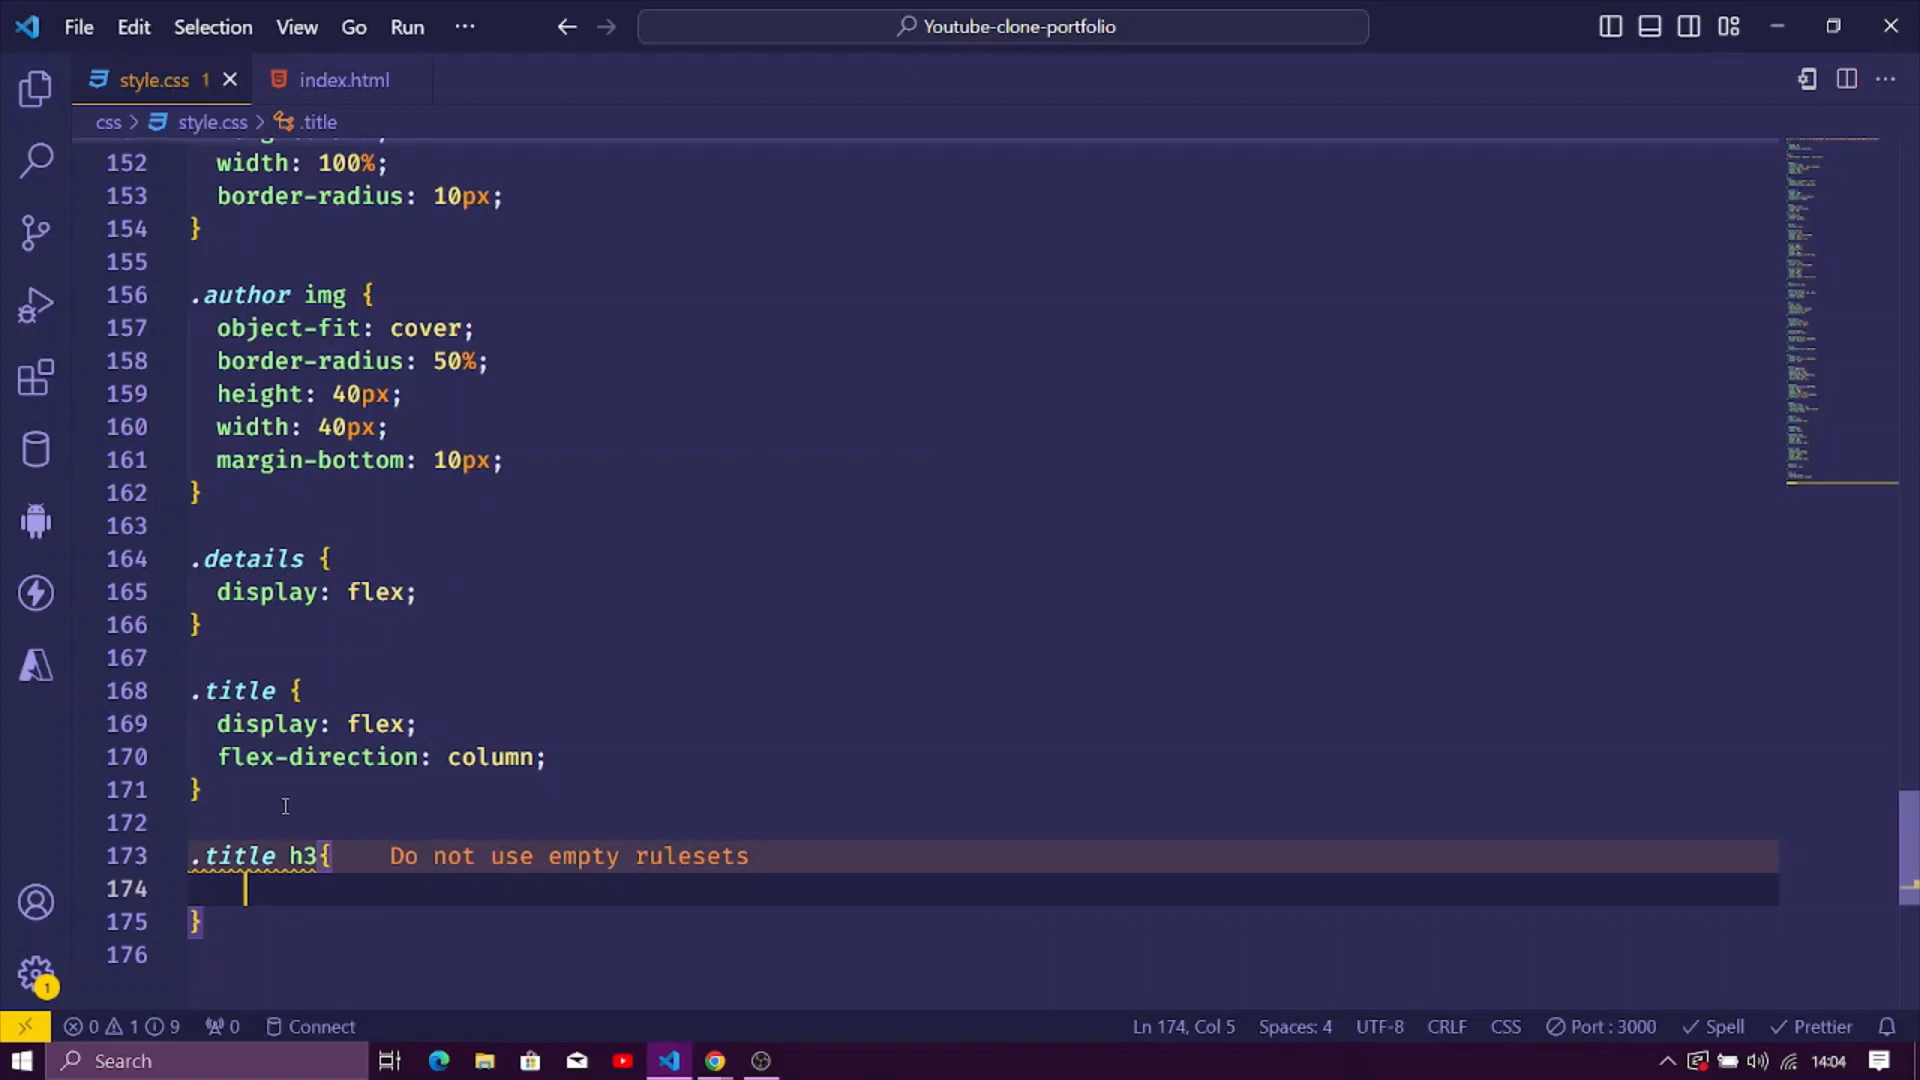 File Edit Selection View Go Run ···
Youtube-clone-portfolio
style.css 1
index.html
css > style.css > .title
152 width: 100%;
153 border-radius: 10px;
154 }
155
156 .author img {
157 object-fit: cover;
158 border-radius: 50%;
159 height: 40px;
160 width: 40px;
161 margin-bottom: 10px;
162 }
163
164 .details {
165 display: flex;
166 }
167
168 .title {
169 display: flex;
170 flex-direction: column;
171 }
172
173 .title h3{ Do not use empty rulesets
174
175 }
176
1
0 1 9 0 Connect Ln 174, Col 5 Spaces: 4 UTF-8 CRLF CSS Port : 3000 Spell Prettier
Search 14:04